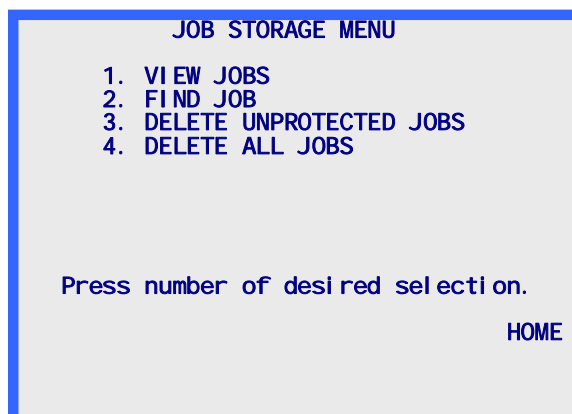 JOB STORAGE MENU
1. VIEW JOBS
2. FIND JOB
3. DELETE UNPROTECTED JOBS
4. DELETE ALL JOBS
Press number of desired selection.
HOME